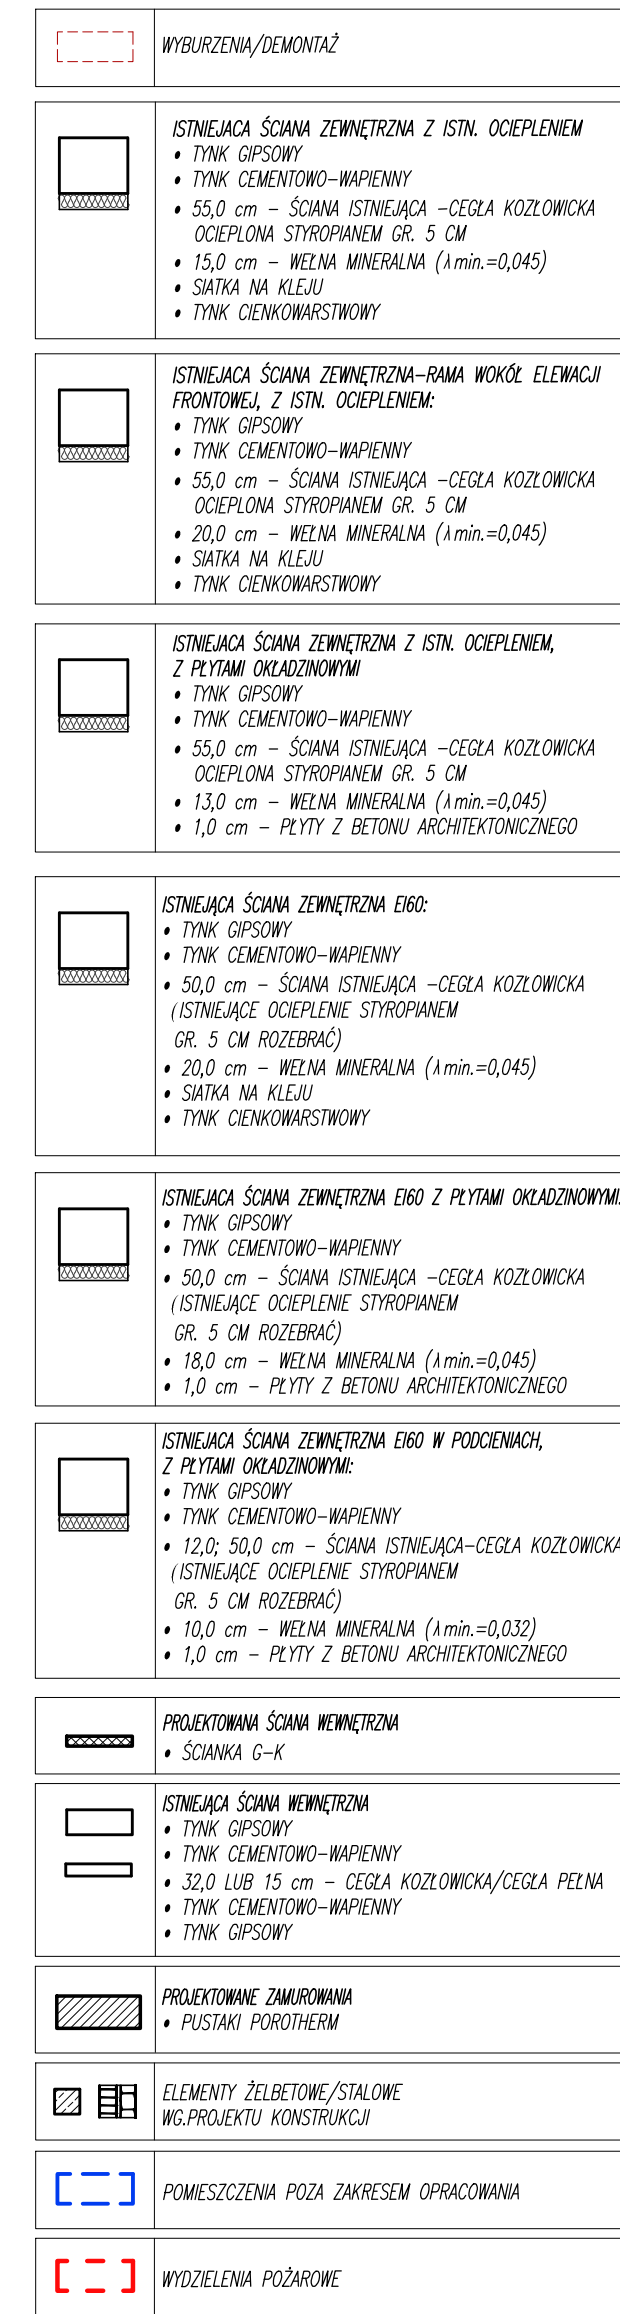 WYBURZENIA/DEMONTAŻ
ISTNIEJACA ŚCIANA ZEWNĘTRZNA Z ISTN. OCIEPLENIEM
• TYNK GIPSOWY
• TYNK CEMENTOWO-WAPIENNY
• 55,0 cm - ŚCIANA ISTNIEJĄCA -CEGŁA KOZŁOWICKA
OCIEPLONA STYROPIANEM GR. 5 CM
• 15,0 cm - WEŁNA MINERALNA (λmin.=0,045)
• SIATKA NA KLEJU
• TYNK CIENKOWARSTWOWY
ISTNIEJACA ŚCIANA ZEWNĘTRZNA-RAMA WOKÓŁ ELEWACJI
FRONTOWEJ, Z ISTN. OCIEPLENIEM:
• TYNK GIPSOWY
• TYNK CEMENTOWO-WAPIENNY
• 55,0 cm - ŚCIANA ISTNIEJĄCA -CEGŁA KOZŁOWICKA
OCIEPLONA STYROPIANEM GR. 5 CM
• 20,0 cm - WEŁNA MINERALNA (λmin.=0,045)
• SIATKA NA KLEJU
• TYNK CIENKOWARSTWOWY
ISTNIEJACA ŚCIANA ZEWNĘTRZNA Z ISTN. OCIEPLENIEM,
Z PŁYTAMI OKŁADZINOWYMI
• TYNK GIPSOWY
• TYNK CEMENTOWO-WAPIENNY
• 55,0 cm - ŚCIANA ISTNIEJĄCA -CEGŁA KOZŁOWICKA
OCIEPLONA STYROPIANEM GR. 5 CM
• 13,0 cm - WEŁNA MINERALNA (λmin.=0,045)
• 1,0 cm - PŁYTY Z BETONU ARCHITEKTONICZNEGO
ISTNIEJĄCA ŚCIANA ZEWNĘTRZNA EI60:
• TYNK GIPSOWY
• TYNK CEMENTOWO-WAPIENNY
• 50,0 cm - ŚCIANA ISTNIEJĄCA -CEGŁA KOZŁOWICKA
(ISTNIEJĄCE OCIEPLENIE STYROPIANEM
GR. 5 CM ROZEBRAĆ)
• 20,0 cm - WEŁNA MINERALNA (λmin.=0,045)
• SIATKA NA KLEJU
• TYNK CIENKOWARSTWOWY
ISTNIEJACA ŚCIANA ZEWNĘTRZNA EI60 Z PŁYTAMI OKŁADZINOWYMI:
• TYNK GIPSOWY
• TYNK CEMENTOWO-WAPIENNY
• 50,0 cm - ŚCIANA ISTNIEJĄCA -CEGŁA KOZŁOWICKA
(ISTNIEJĄCE OCIEPLENIE STYROPIANEM
GR. 5 CM ROZEBRAĆ)
• 18,0 cm - WEŁNA MINERALNA (λmin.=0,045)
• 1,0 cm - PŁYTY Z BETONU ARCHITEKTONICZNEGO
ISTNIEJACA ŚCIANA ZEWNĘTRZNA EI60 W PODCIENIACH,
Z PŁYTAMI OKŁADZINOWYMI:
• TYNK GIPSOWY
• TYNK CEMENTOWO-WAPIENNY
• 12,0; 50,0 cm - ŚCIANA ISTNIEJĄCA-CEGŁA KOZŁOWICKA
(ISTNIEJĄCE OCIEPLENIE STYROPIANEM
GR. 5 CM ROZEBRAĆ)
• 10,0 cm - WEŁNA MINERALNA (λmin.=0,032)
• 1,0 cm - PŁYTY Z BETONU ARCHITEKTONICZNEGO
PROJEKTOWANA ŚCIANA WEWNĘTRZNA
• ŚCIANKA G-K
ISTNIEJĄCA ŚCIANA WEWNĘTRZNA
• TYNK GIPSOWY
• TYNK CEMENTOWO-WAPIENNY
• 32,0 LUB 15 cm - CEGŁA KOZŁOWICKA/CEGŁA PEŁNA
• TYNK CEMENTOWO-WAPIENNY
• TYNK GIPSOWY
PROJEKTOWANE ZAMUROWANIA
• PUSTAKI POROTHERM
ELEMENTY ŻELBETOWE/STALOWE
WG.PROJEKTU KONSTRUKCJI
POMIESZCZENIA POZA ZAKRESEM OPRACOWANIA
WYDZIELENIA POŻAROWE